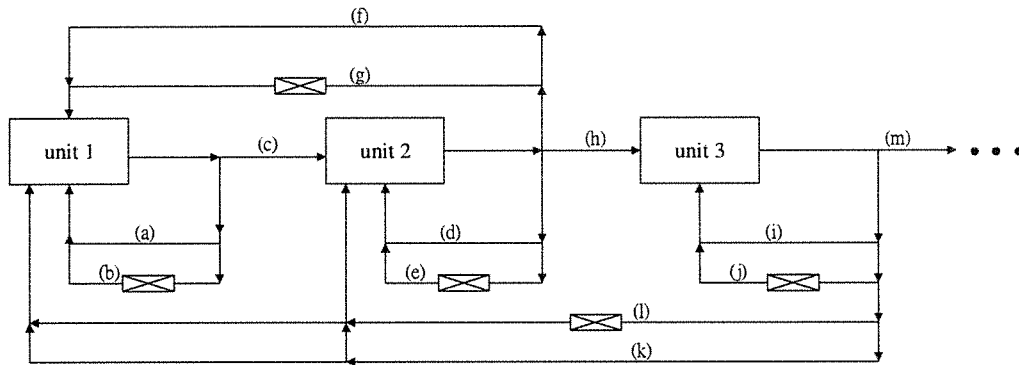 (f)
(g)
unit 1
(c)
unit 2
(h)
unit 3
(m)
(a)
(d)
(i)
(b)
(e)
(j)
(l)
(k)